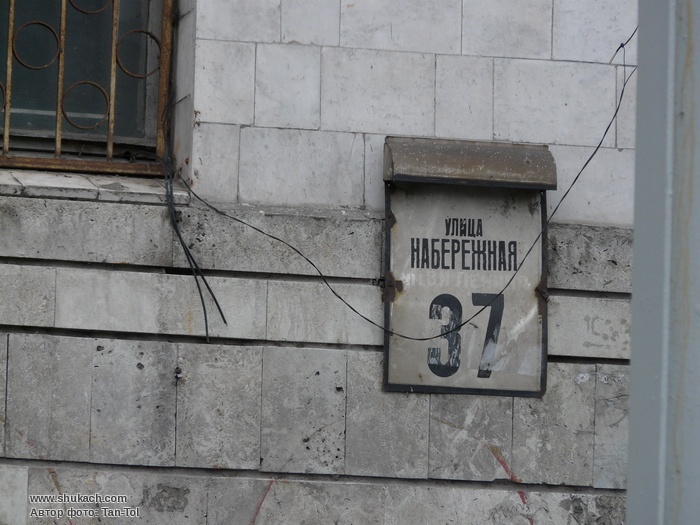 УЛИЦА
НАБЕРЕЖНАЯ
37
www.shukach.com
Автор фото: Tan-Tol